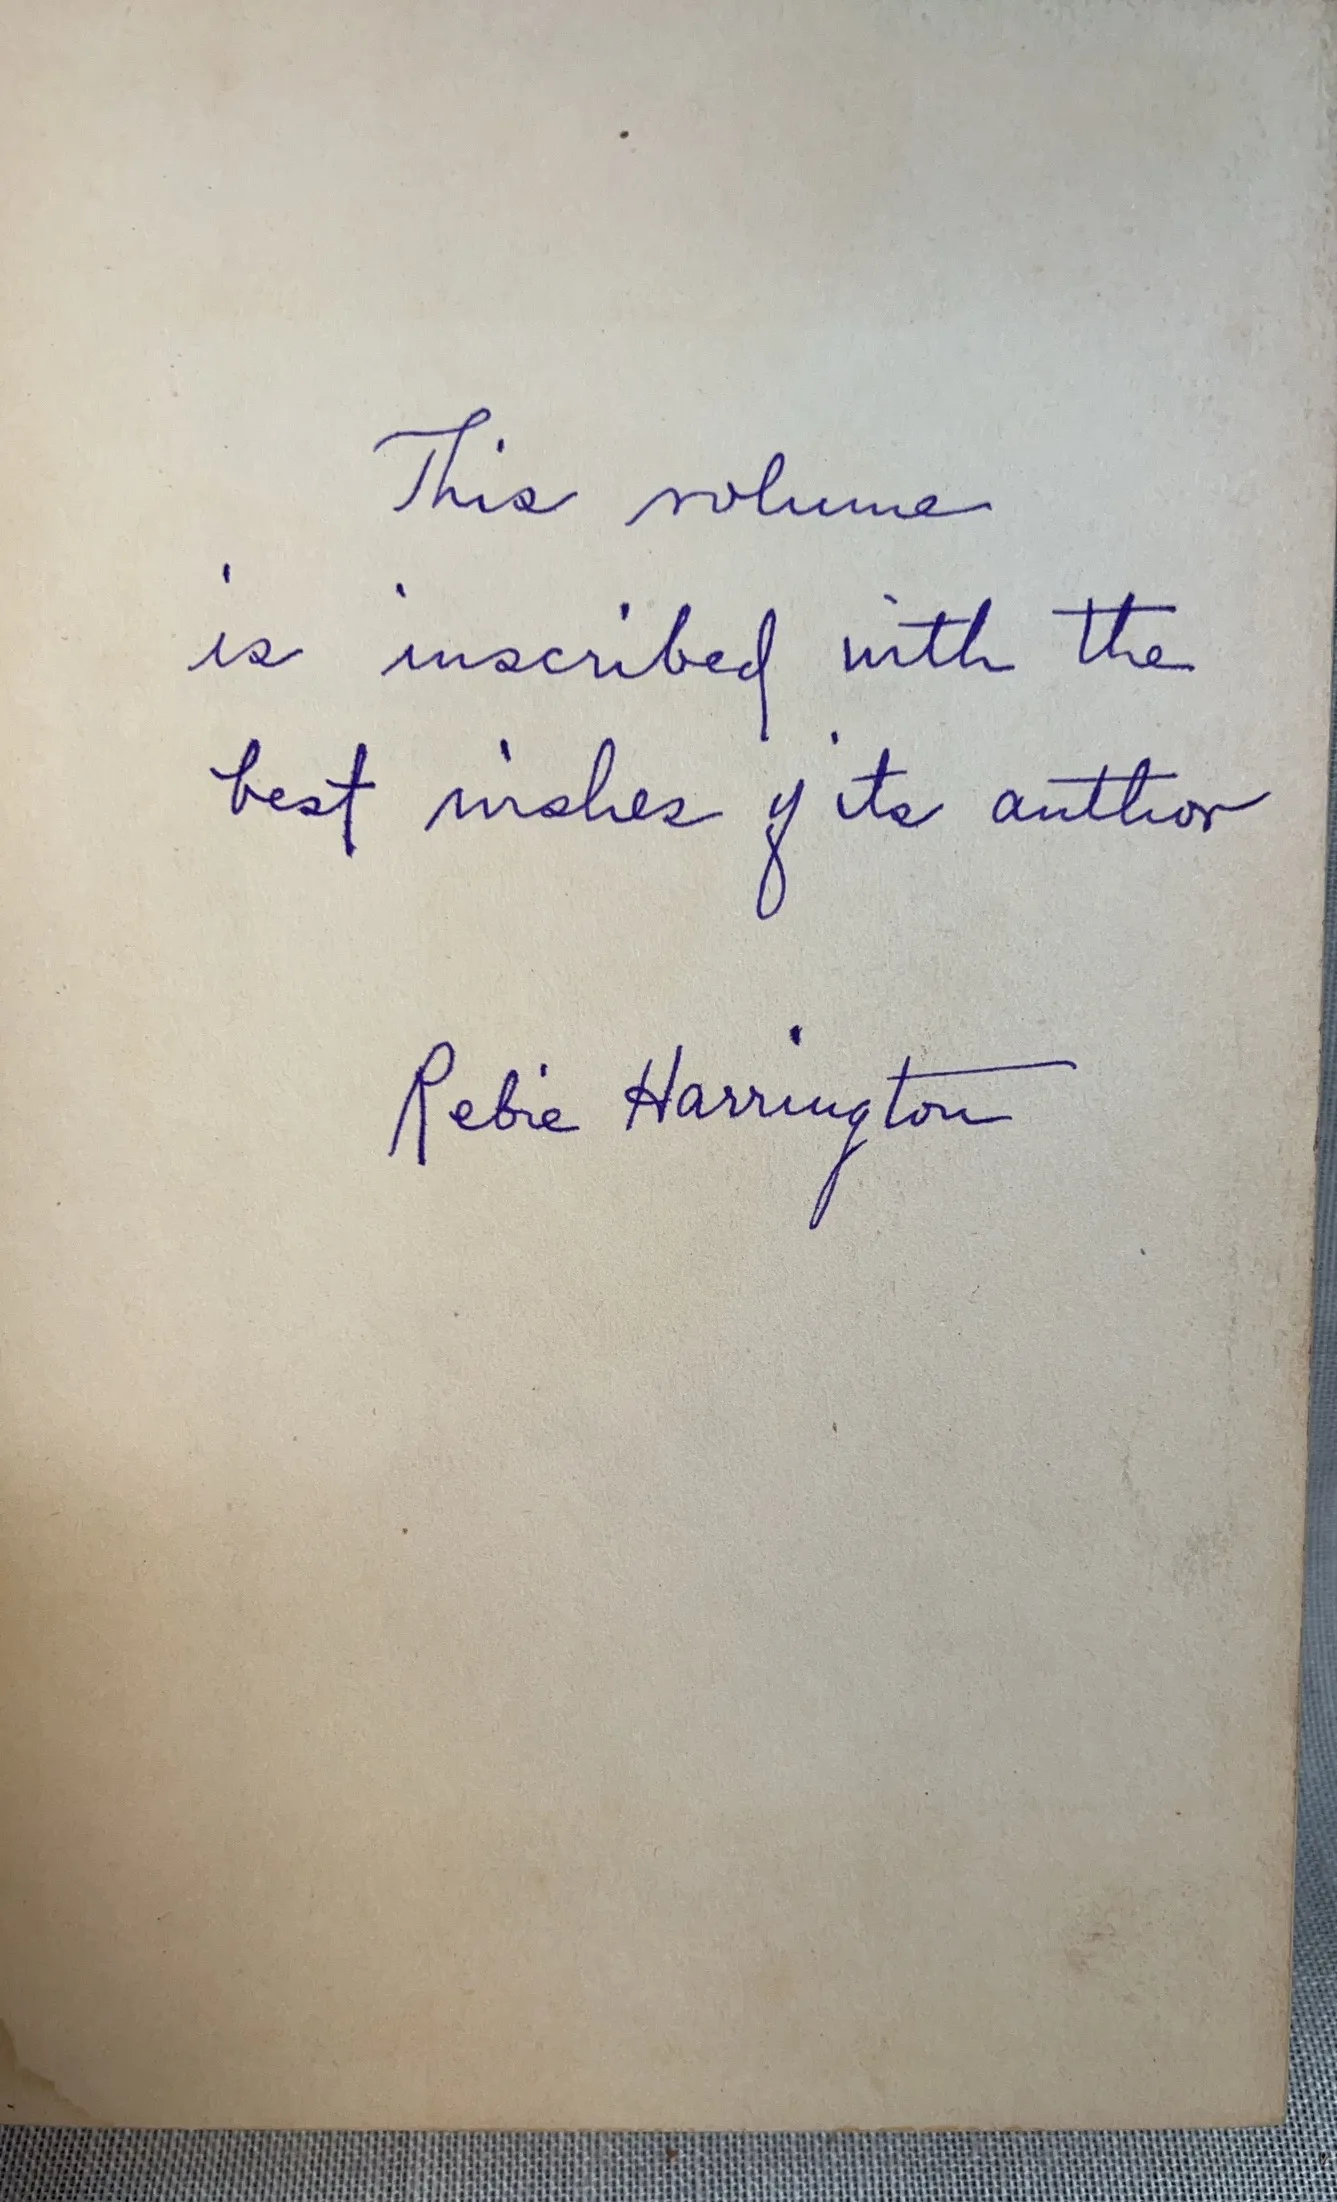 This volume
is inscribed with the
best wishes of its author
Rebie Harrington